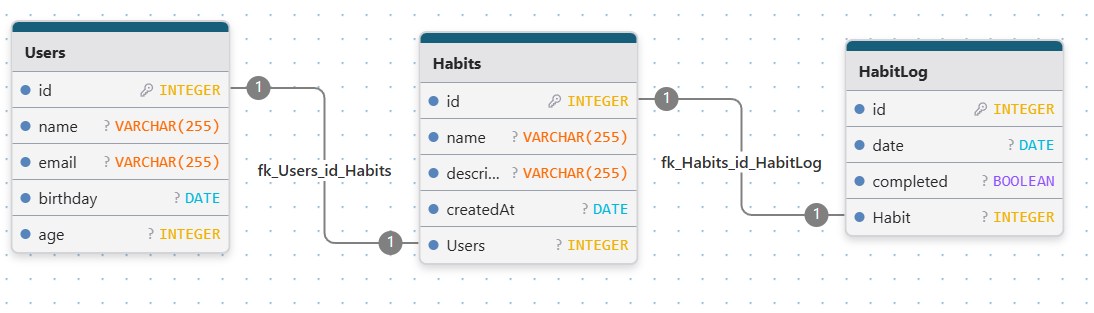 Users
id INTEGER
name ? VARCHAR(255)
email ? VARCHAR(255)
birthday ? DATE
age ? INTEGER
1
fk_Users_id_Habits
1
Habits
id INTEGER
name ? VARCHAR(255)
descri... ? VARCHAR(255)
createdAt ? DATE
Users ? INTEGER
1
fk_Habits_id_HabitLog
1
HabitLog
id INTEGER
date ? DATE
completed ? BOOLEAN
Habit ? INTEGER